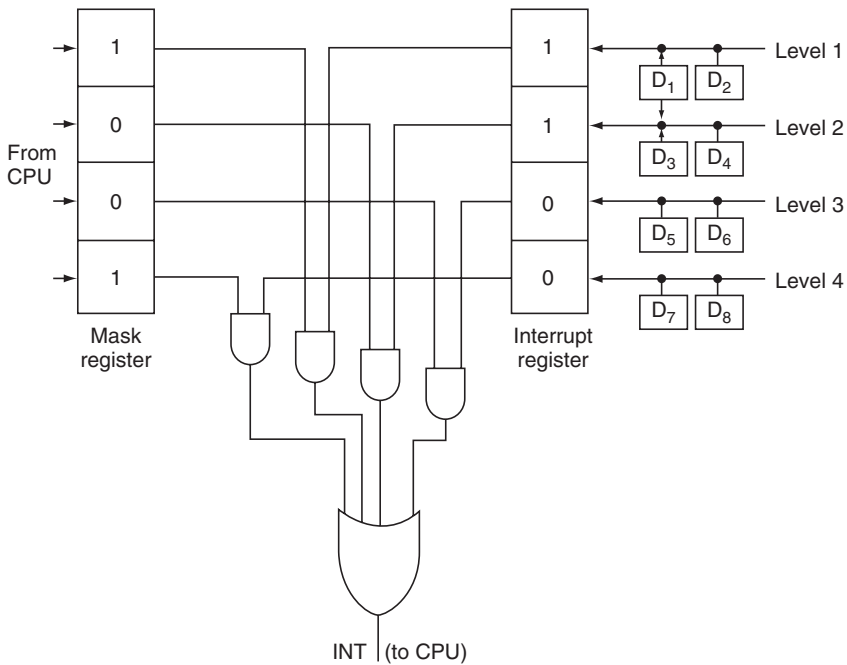 1
1
Level 1
D1
D2
0
1
Level 2
From
CPU
D3
D4
0
0
Level 3
D5
D6
1
0
Level 4
D7
D8
Mask
register
Interrupt
register
INT (to CPU)